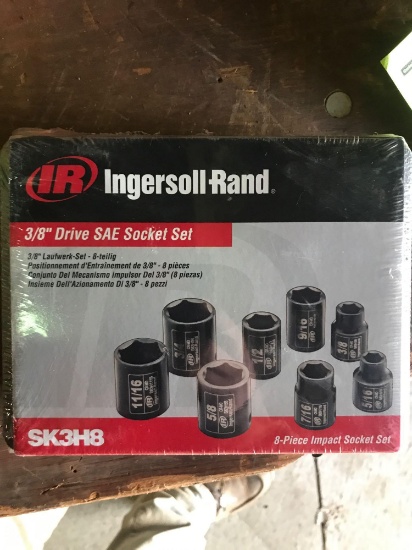 IR Ingersoll Rand®
3/8" Drive SAE Socket Set
3/8" Laufwerk-Set - 8-teilig
Positionnement d'Entraînement de 3/8" - 8 pièces
Conjunto Del Mecanismo Impulsor Del 3/8" (8 piezas)
Insieme Dell'Azionamento Di 3/8" - 8 pezzi
9/16
3/8
1/2
11/16
IR
5/8
7/16
5/16
SK3H8
8-Piece Impact Socket Set